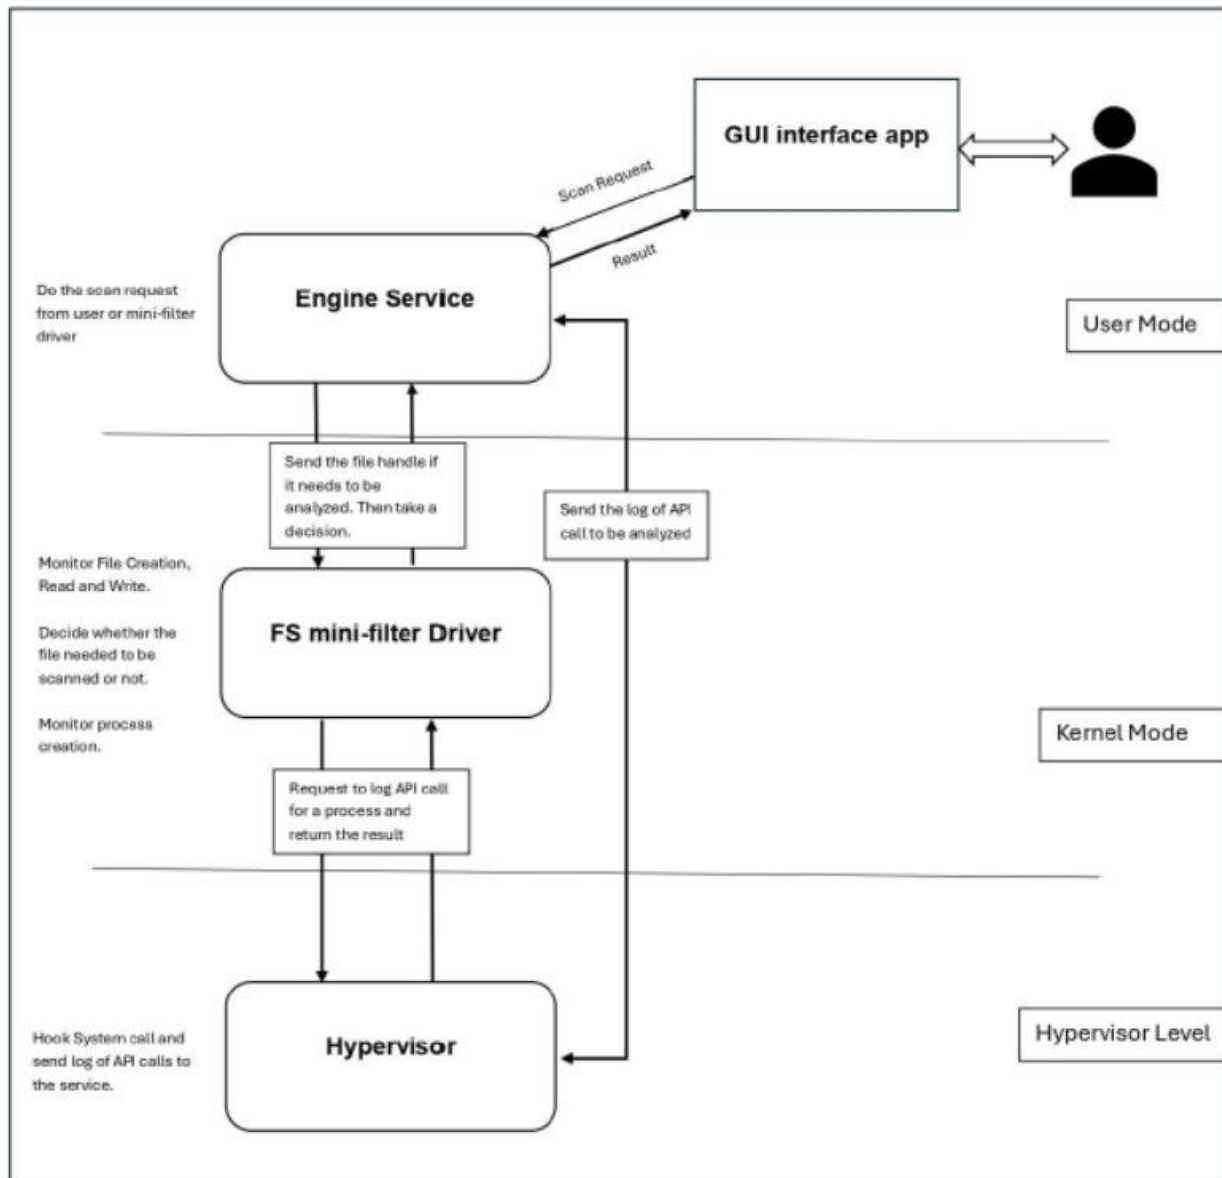 GUI interface app
Scan Request
Result
Engine Service
Do the scan request
from user or mini-filter
driver
User Mode
Send the file handle if
it needs to be
analyzed. Then take a
decision.
Send the log of API
call to be analyzed
Monitor File Creation,
Read and Write.
Decide whether the
file needed to be
scanned or not.
Monitor process
creation.
FS mini-filter Driver
Kernel Mode
Request to log API call
for a process and
return the result
Hypervisor
Hook System call and
send log of API calls to
the service.
Hypervisor Level